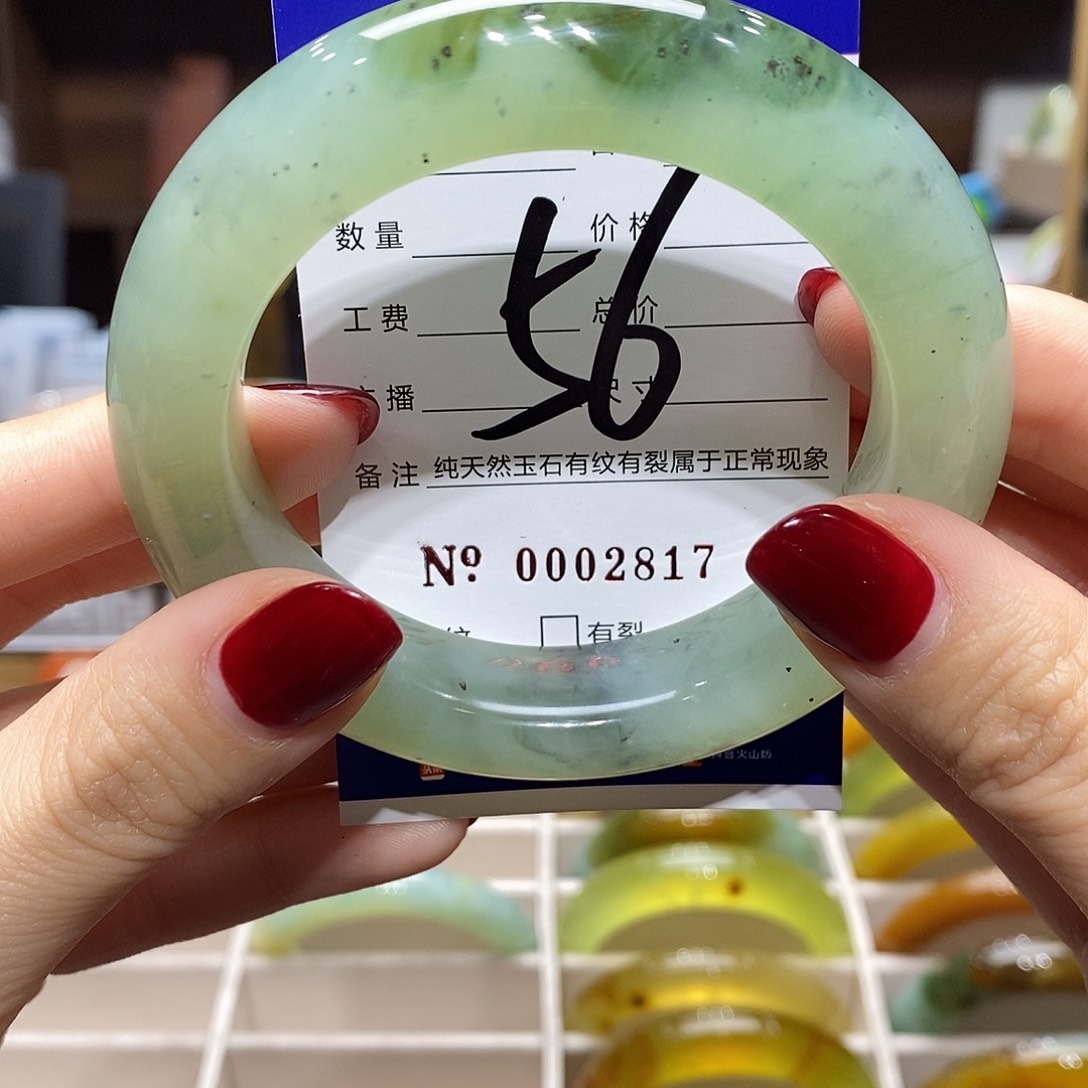 数量 价格
56
工费 总价
播 尺寸
备注 纯天然玉石有纹有裂属于正常现象
Nº 0002817
有裂